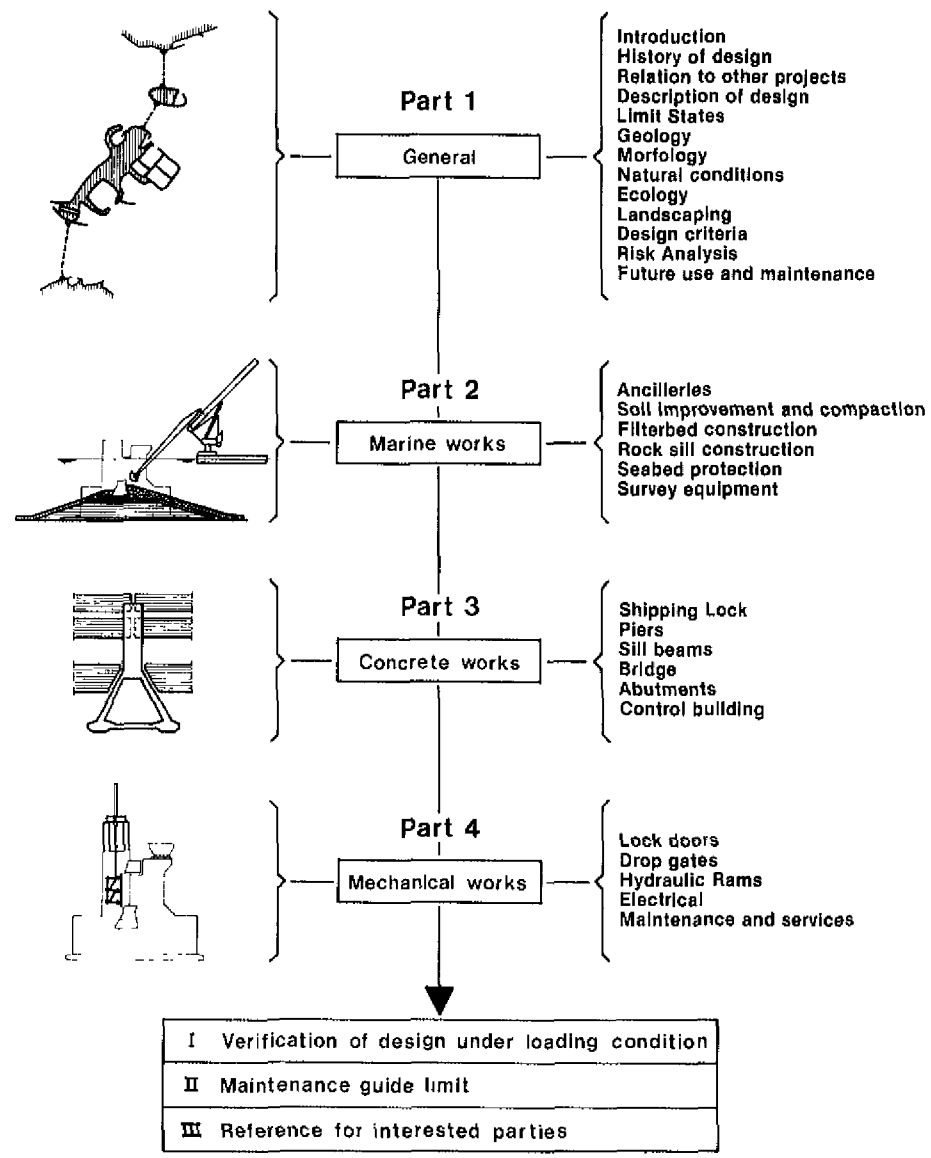 Part 1
General
Introduction
History of design
Relation to other projects
Description of design
Limit States
Geology
Morfology
Natural conditions
Ecology
Landscaping
Design criteria
Risk Analysis
Future use and maintenance
Part 2
Marine works
Ancilleries
Soil improvement and compaction
Filterbed construction
Rock sill construction
Seabed protection
Survey equipment
Part 3
Concrete works
Shipping Lock
Piers
Sill beams
Bridge
Abutments
Control building
Part 4
Mechanical works
Lock doors
Drop gates
Hydraulic Rams
Electrical
Maintenance and services
I Verification of design under loading condition
II Maintenance guide limit
III Reference for interested parties